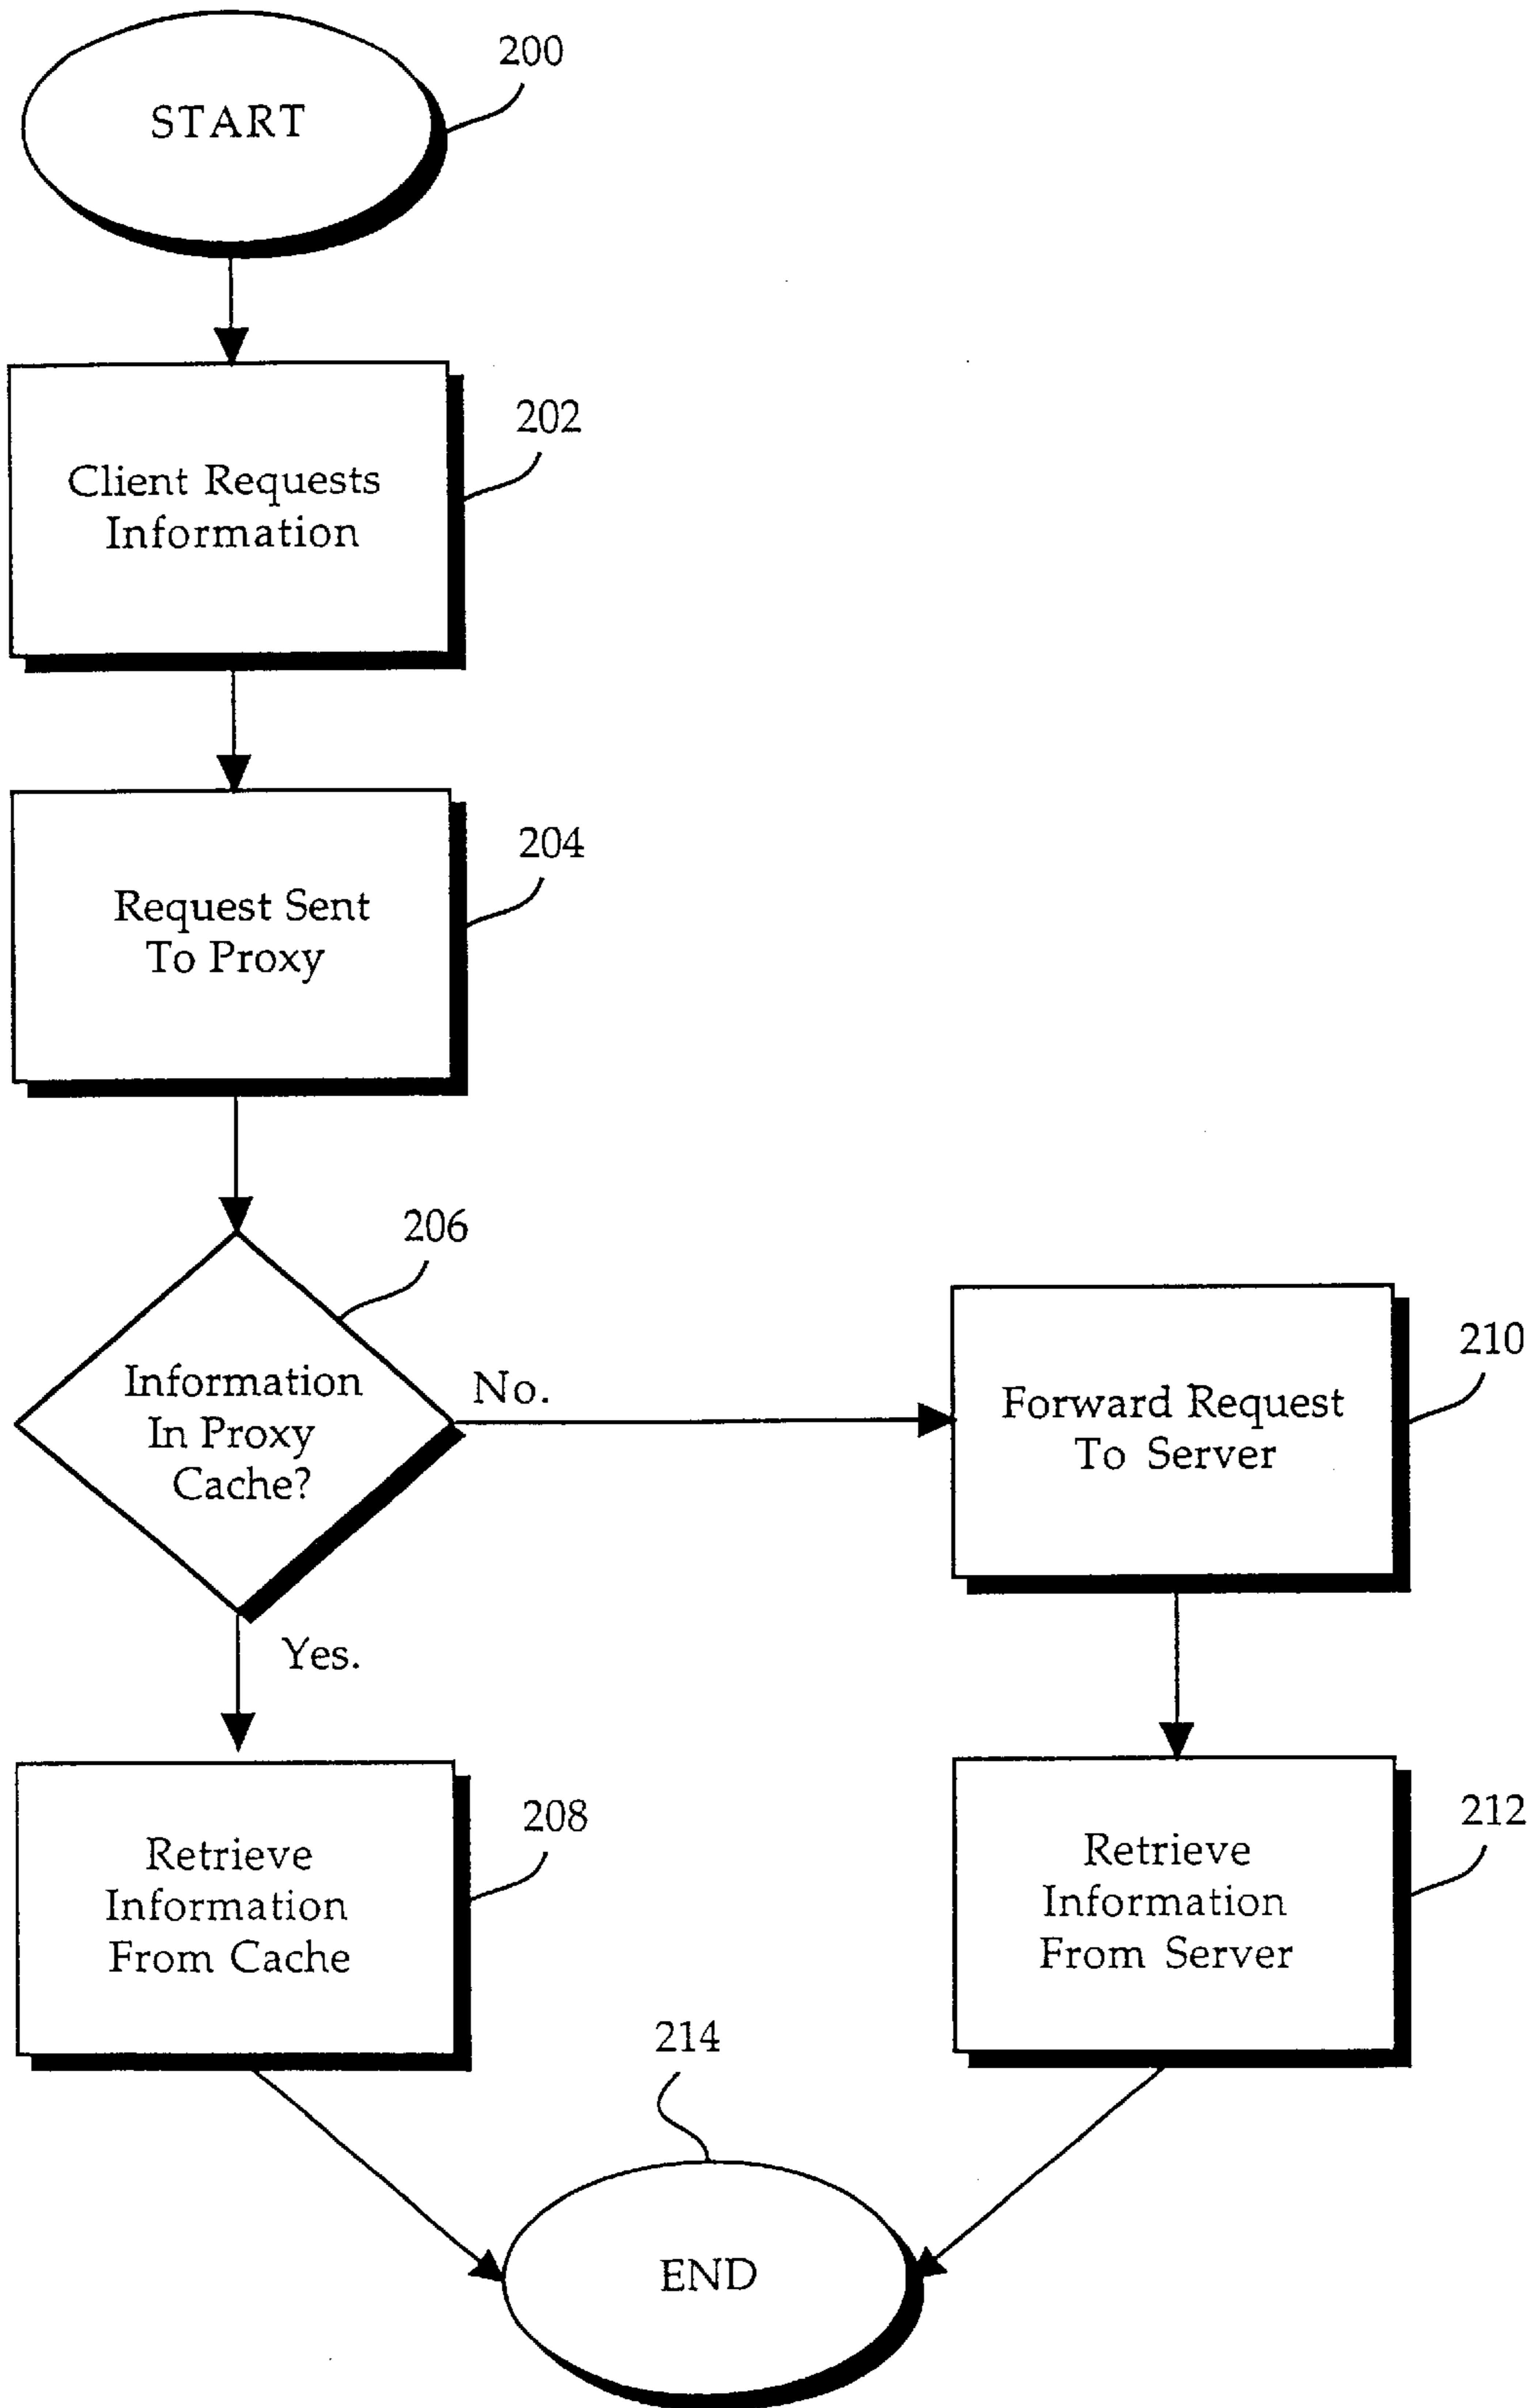 200
START
202
Client Requests
Information
204
Request Sent
To Proxy
206
Information
In Proxy
Cache?
No.
Yes.
210
Forward Request
To Server
208
Retrieve
Information
From Cache
212
Retrieve
Information
From Server
214
END